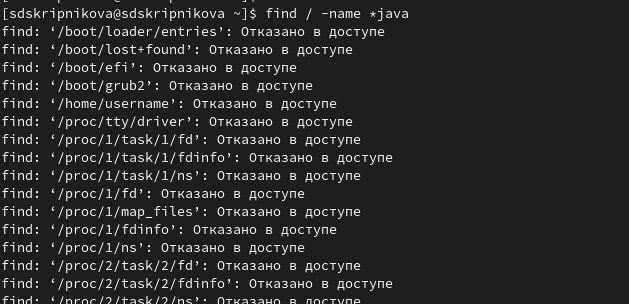 [sdskripnikova@sdskripnikova ~]$ find / -name *java
find: ‘/boot/loader/entries’: Отказано в доступе
find: ‘/boot/lost+found’: Отказано в доступе
find: ‘/boot/efi’: Отказано в доступе
find: ‘/boot/grub2’: Отказано в доступе
find: ‘/home/username’: Отказано в доступе
find: ‘/proc/tty/driver’: Отказано в доступе
find: ‘/proc/1/task/1/fd’: Отказано в доступе
find: ‘/proc/1/task/1/fdinfo’: Отказано в доступе
find: ‘/proc/1/task/1/ns’: Отказано в доступе
find: ‘/proc/1/fd’: Отказано в доступе
find: ‘/proc/1/map_files’: Отказано в доступе
find: ‘/proc/1/fdinfo’: Отказано в доступе
find: ‘/proc/1/ns’: Отказано в доступе
find: ‘/proc/2/task/2/fd’: Отказано в доступе
find: ‘/proc/2/task/2/fdinfo’: Отказано в доступе
find: ‘/proc/2/task/2/ns’: Отказано в доступе